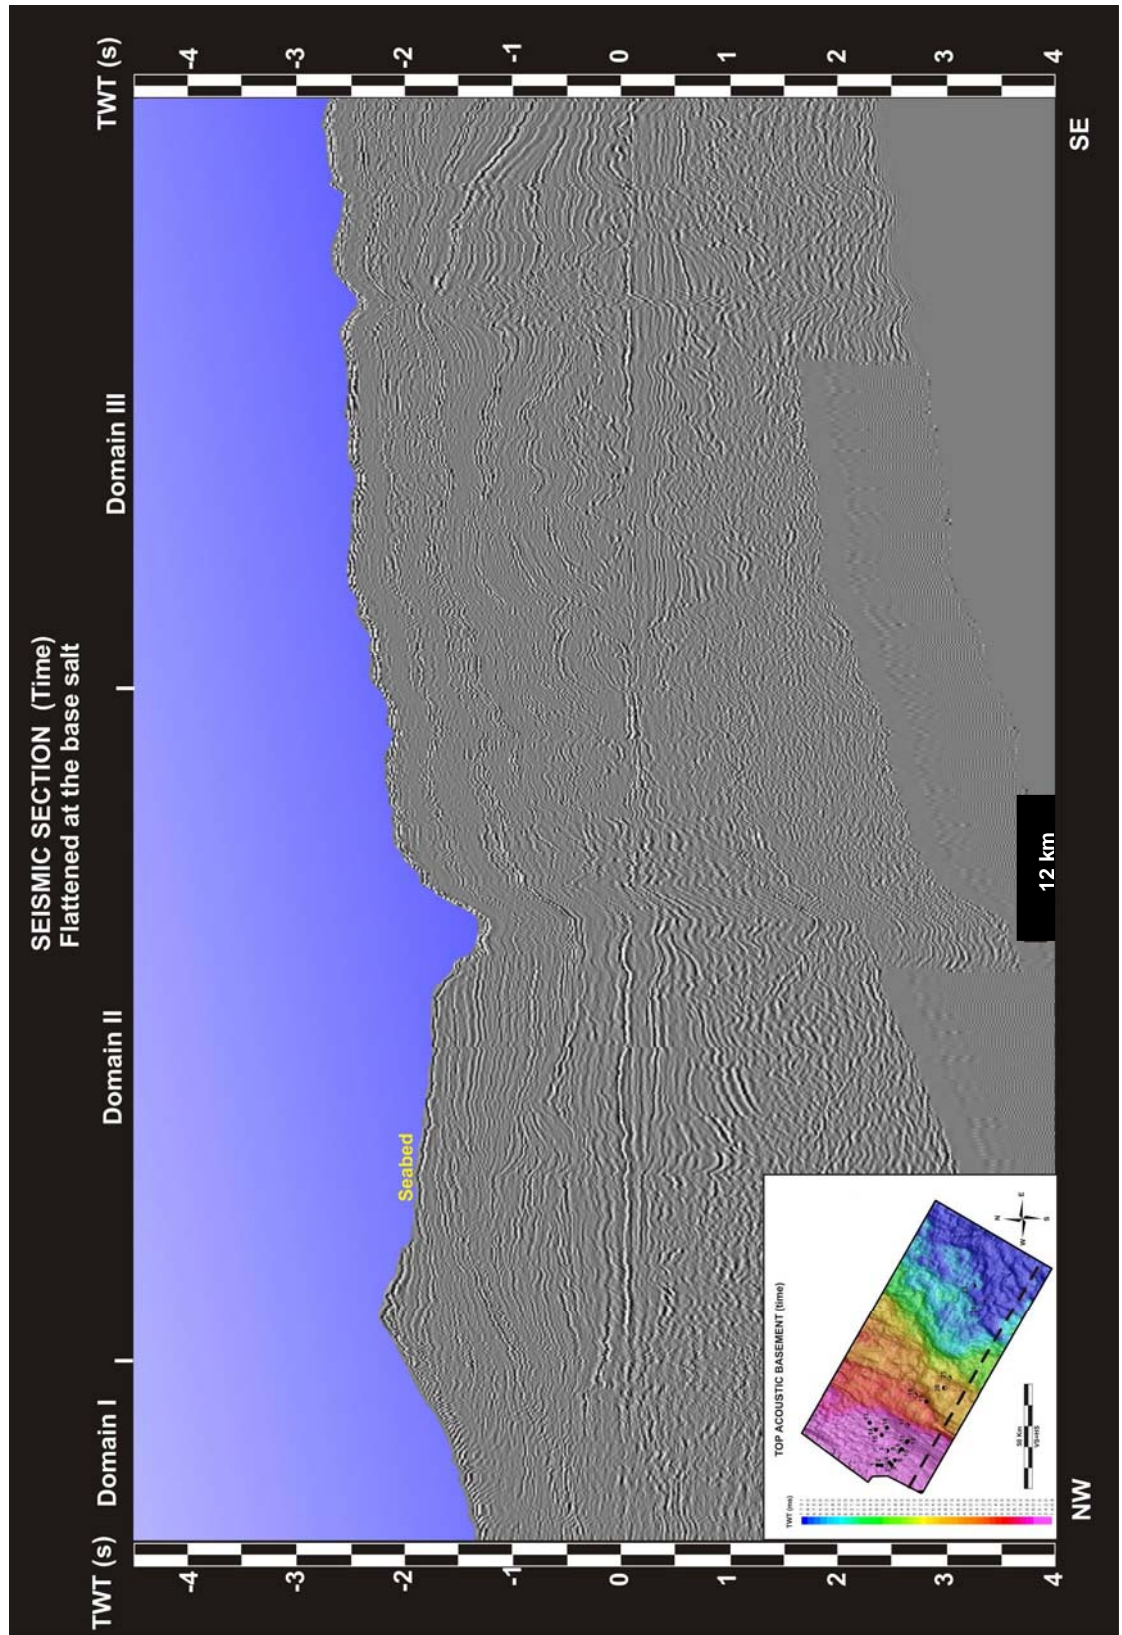 SEISMIC SECTION (Time)
Flattened at the base salt
TWT (s)
Domain I
I
Domain II
I
Domain III
TWT (s)
-4
-3
-2
-1
0
1
2
3
4
-4
-3
-2
-1
0
1
2
3
4
Seabed
12 km
NW
SE
TOP ACOUSTIC BASEMENT (time)
TWT (ms)
50 Km
N
W
E
S